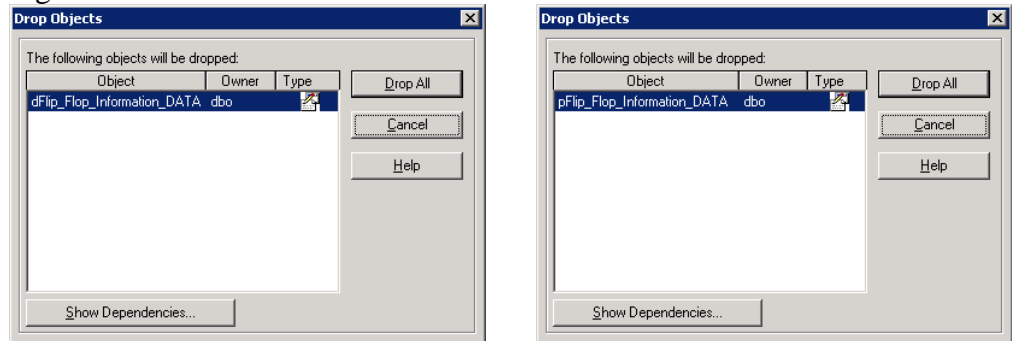 Drop Objects
The following objects will be dropped:
Object Owner Type
dFlip_Flop_Information_DATA dbo
Drop All
Cancel
Help
Show Dependencies...
Drop Objects
The following objects will be dropped:
Object Owner Type
pFlip_Flop_Information_DATA dbo
Drop All
Cancel
Help
Show Dependencies...